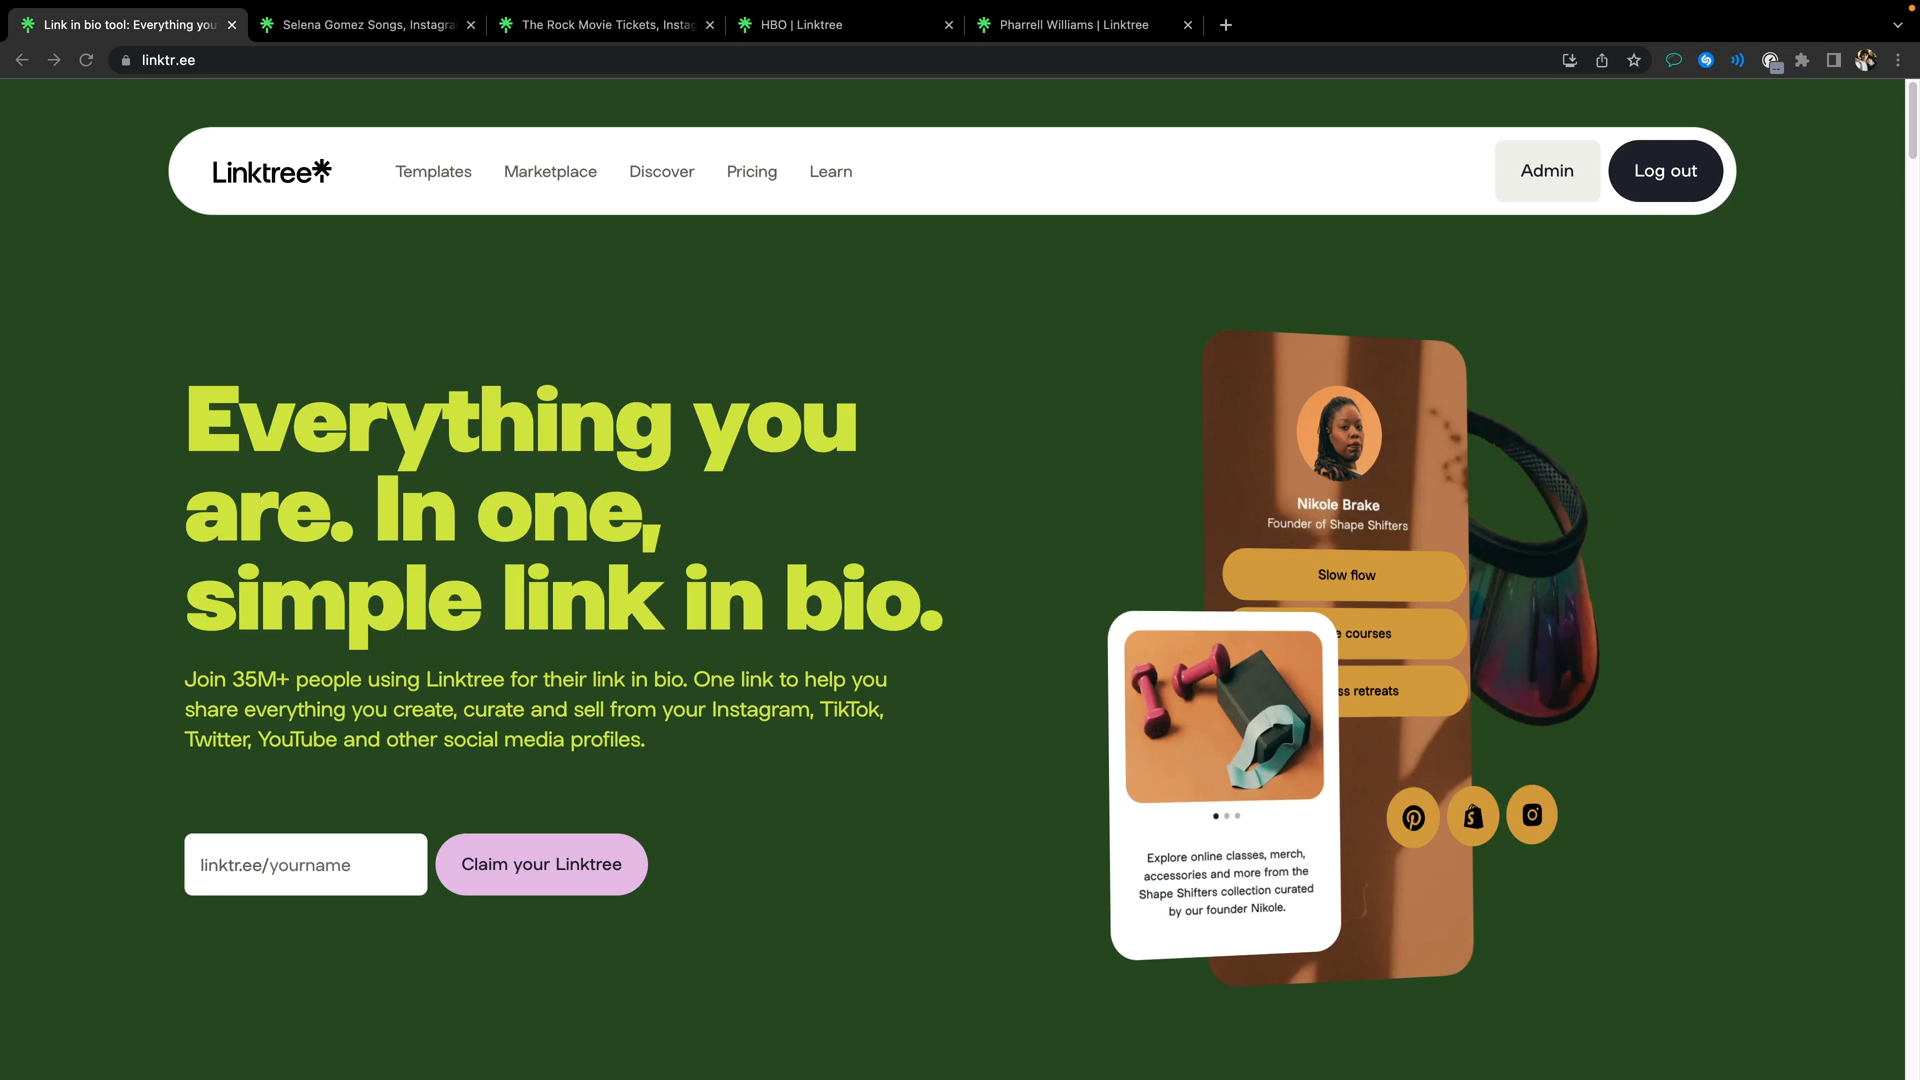 Link in bio tool: Everything you
Selena Gomez Songs, Instagra
The Rock Movie Tickets, Instag
HBO | Linktree
Pharrell Williams | Linktree
linktr.ee
Linktree
Templates
Marketplace
Discover
Pricing
Learn
Admin
Log out
Everything you
are. In one,
simple link in bio.
Join 35M+ people using Linktree for their link in bio. One link to help you
share everything you create, curate and sell from your Instagram, TikTok,
Twitter, YouTube and other social media profiles.
linktr.ee/yourname
Claim your Linktree
Nikole Brake
Founder of Shape Shifters
Slow flow
e courses
ss retreats
Explore online classes, merch,
accessories and more from the
Shape Shifters collection curated
by our founder Nikole.